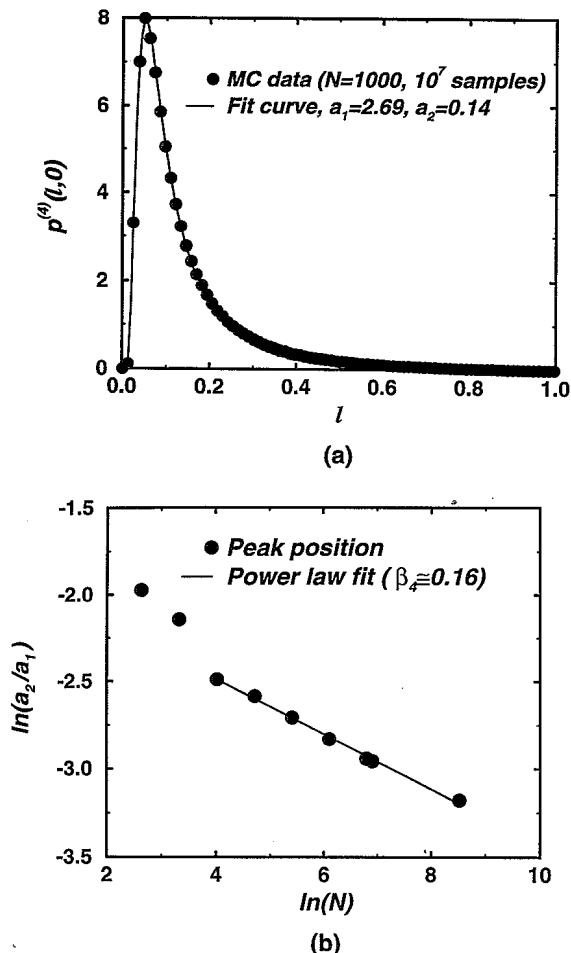 8
6
4
2
0
p(4)(l,0)
MC data (N=1000, 10^7 samples)
Fit curve, a1=2.69, a2=0.14
0.0 0.2 0.4 0.6 0.8 1.0
l
(a)
-1.5
-2.0
-2.5
-3.0
-3.5
ln(a2/a1)
Peak position
Power law fit ( β4≅0.16)
2 4 6 8 10
ln(N)
(b)